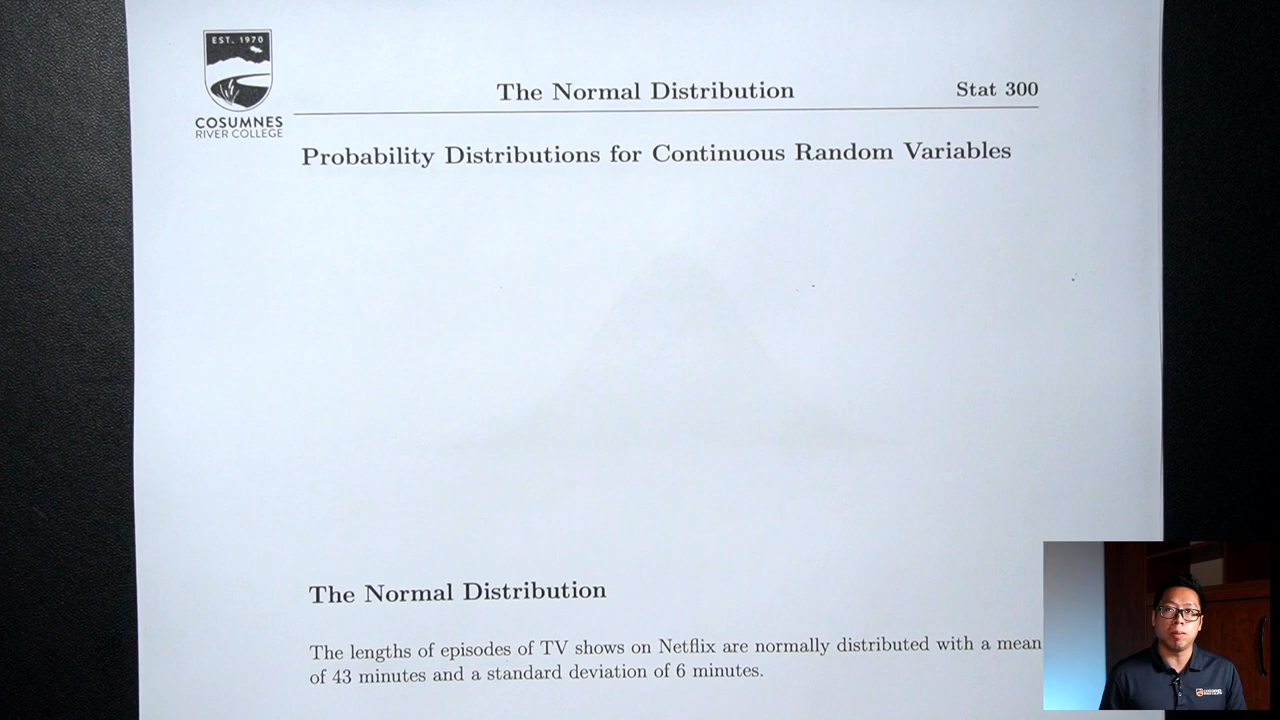 EST. 1970
COSUMNES
RIVER COLLEGE
The Normal Distribution
Stat 300
Probability Distributions for Continuous Random Variables
The Normal Distribution
The lengths of episodes of TV shows on Netflix are normally distributed with a mean
of 43 minutes and a standard deviation of 6 minutes.